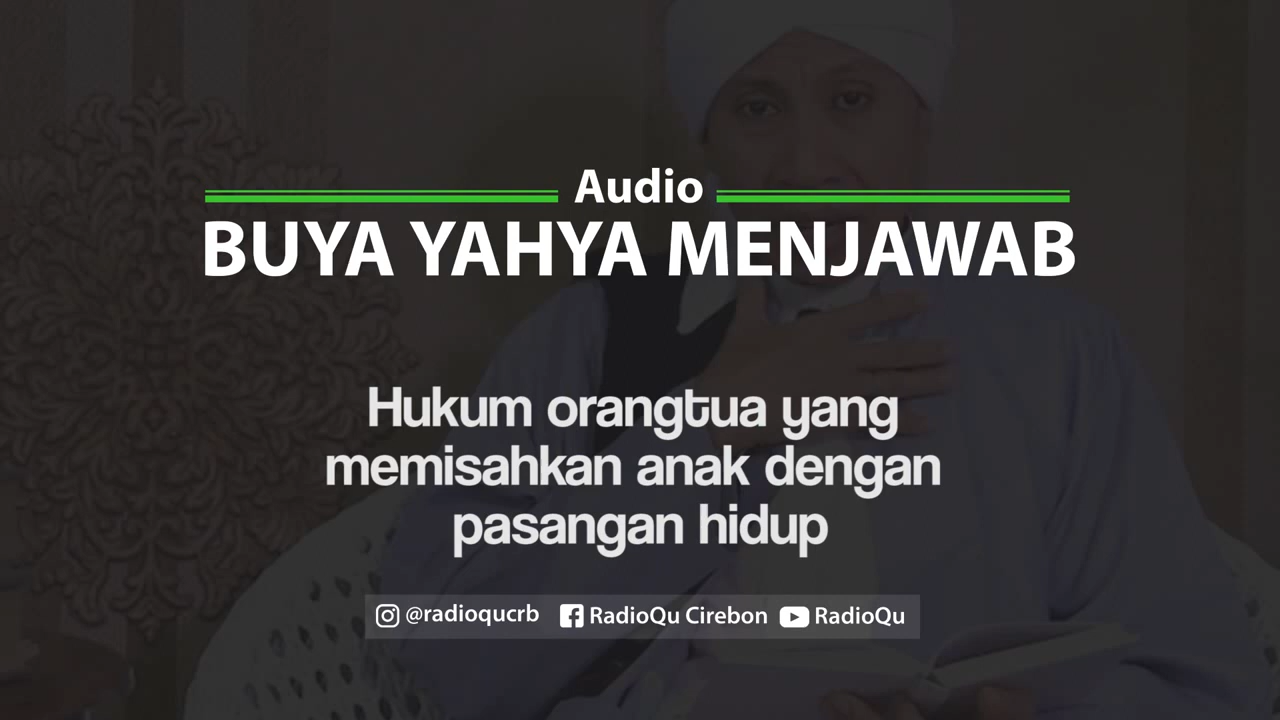 Audio
BUYA YAHYA MENJAWAB
Hukum orangtua yang
memisahkan anak dengan
pasangan hidup
@radioqucrb RadioQu Cirebon RadioQu